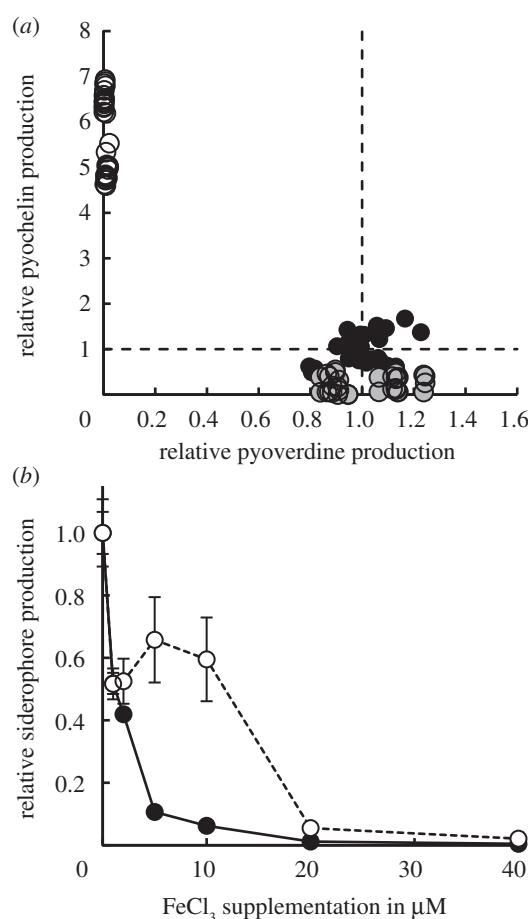 (a)
relative pyochelin production
8
7
6
5
4
3
2
1
0 0.2 0.4 0.6 0.8 1.0 1.2 1.4 1.6
relative pyoverdine production
(b)
relative siderophore production
1.0
0.8
0.6
0.4
0.2
0 10 20 30 40
FeCl₃ supplementation in μM